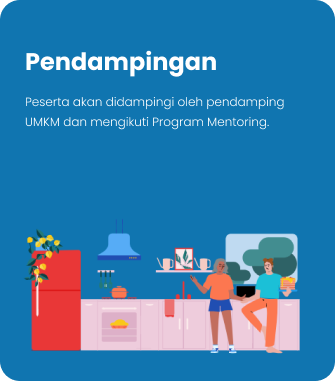 Pendampingan
Peserta akan didampingi oleh pendamping
UMKM dan mengikuti Program Mentoring.